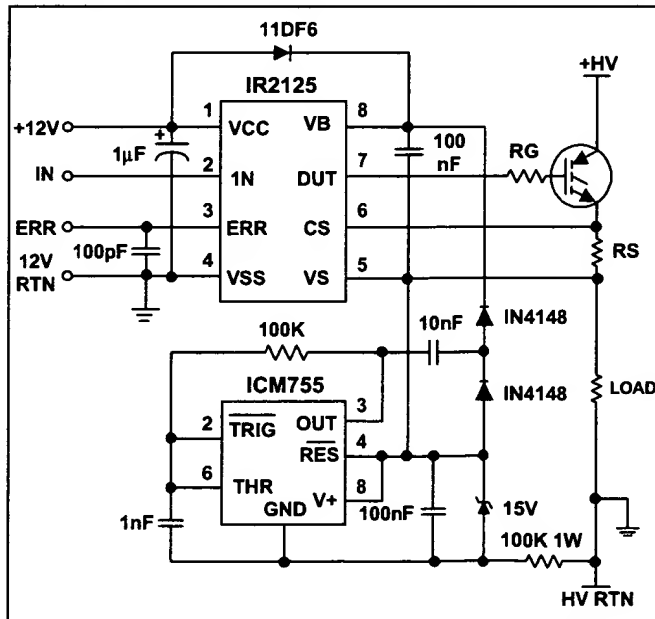 11DF6
IR2125
+HV
1
8
+12V
VCC
VB
+
1μF
100
nF
RG
2
7
IN
1N
DUT
3
6
ERR
ERR
CS
RS
100pF
12V
RTN
4
5
VSS
VS
100K
10nF
IN4148
ICM755
IN4148
LOAD
3
2
OUT
TRIG
4
RES
6
8
THR
V+
GND
1nF
100nF
15V
100K 1W
HV RTN